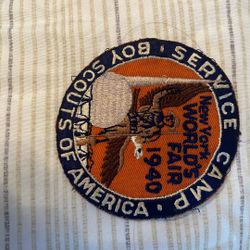 SERVICE CAMP ·
BOY SCOUTS OF AMERICA ·
New York
WORLD'S
FAIR
1940